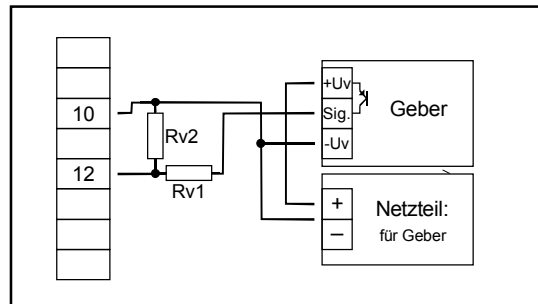 10
12
Rv2
Rv1
+Uv
Sig.
-Uv
Geber
+
–
Netzteil:
für Geber